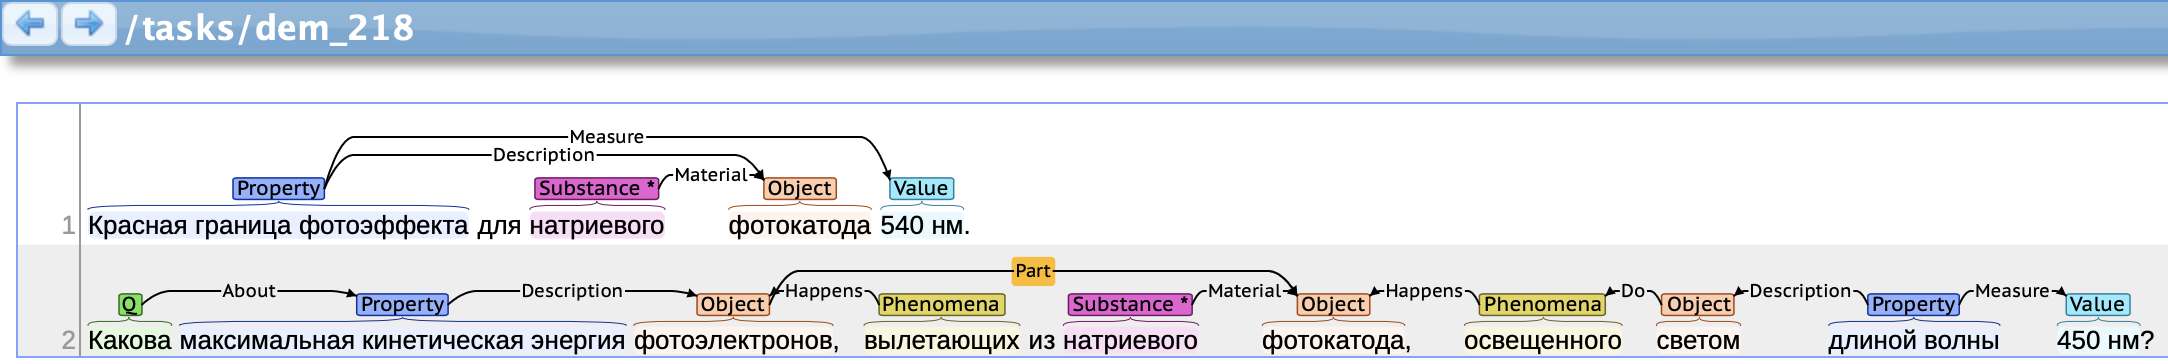 /tasks/dem_218
Measure
Description
Property Substance * Material Object Value
1 Красная граница фотоэффекта для натриевого фотокатода 540 нм.
Part
Q About Property Description Object Happens Phenomena Substance * Material Object Happens Phenomena Do Object Description Property Measure Value
2 Какова максимальная кинетическая энергия фотоэлектронов, вылетающих из натриевого фотокатода, освещенного светом длиной волны 450 нм?